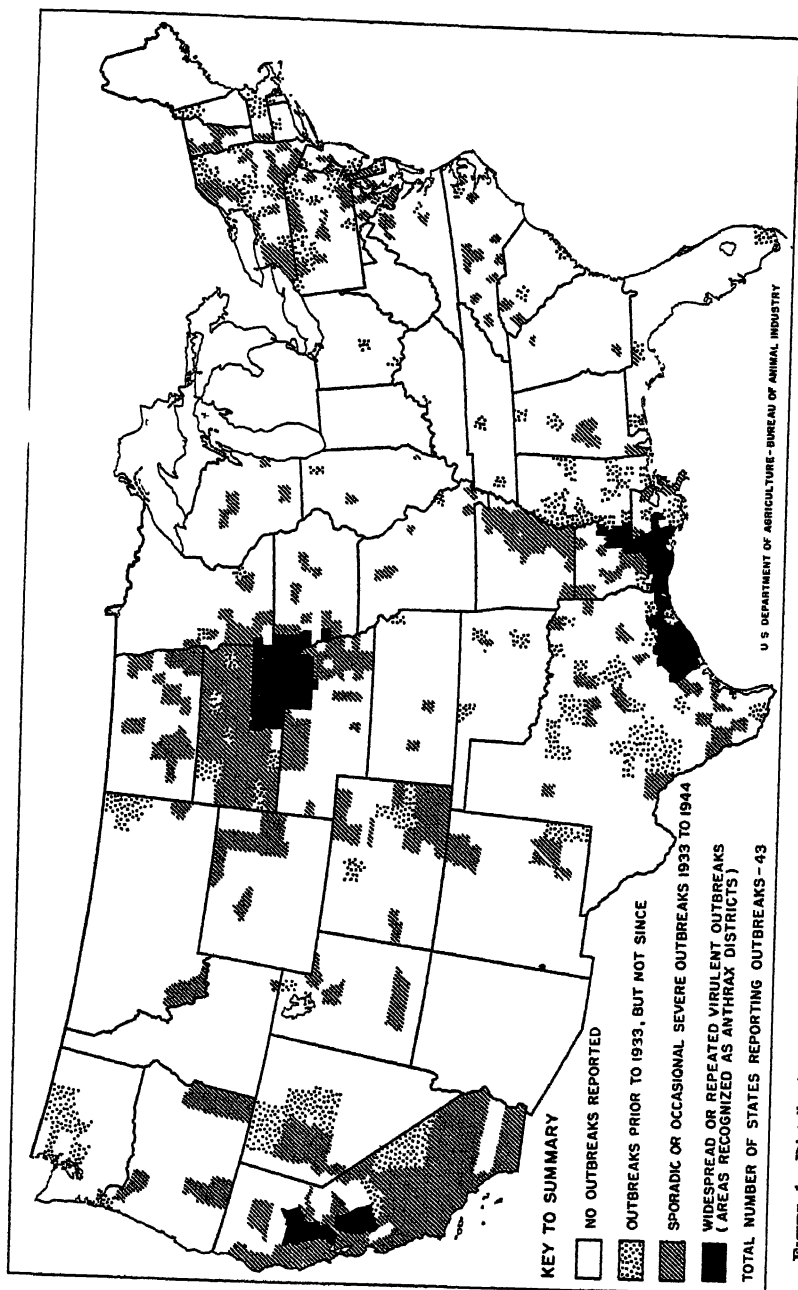 KEY TO SUMMARY
NO OUTBREAKS REPORTED
OUTBREAKS PRIOR TO 1933, BUT NOT SINCE
SPORADIC OR OCCASIONAL SEVERE OUTBREAKS 1933 TO 1944
WIDESPREAD OR REPEATED VIRULENT OUTBREAKS
( AREAS RECOGNIZED AS ANTHRAX DISTRICTS )
TOTAL NUMBER OF STATES REPORTING OUTBREAKS-43
U S DEPARTMENT OF AGRICULTURE-BUREAU OF ANIMAL INDUSTRY